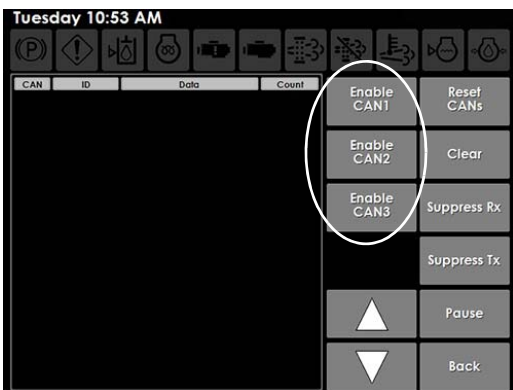 Tuesday 10:53 AM
(P)
CAN ID Data Count
Enable
CAN1
Reset
CANs
Enable
CAN2
Clear
Enable
CAN3
Suppress Rx
Suppress Tx
Pause
Back